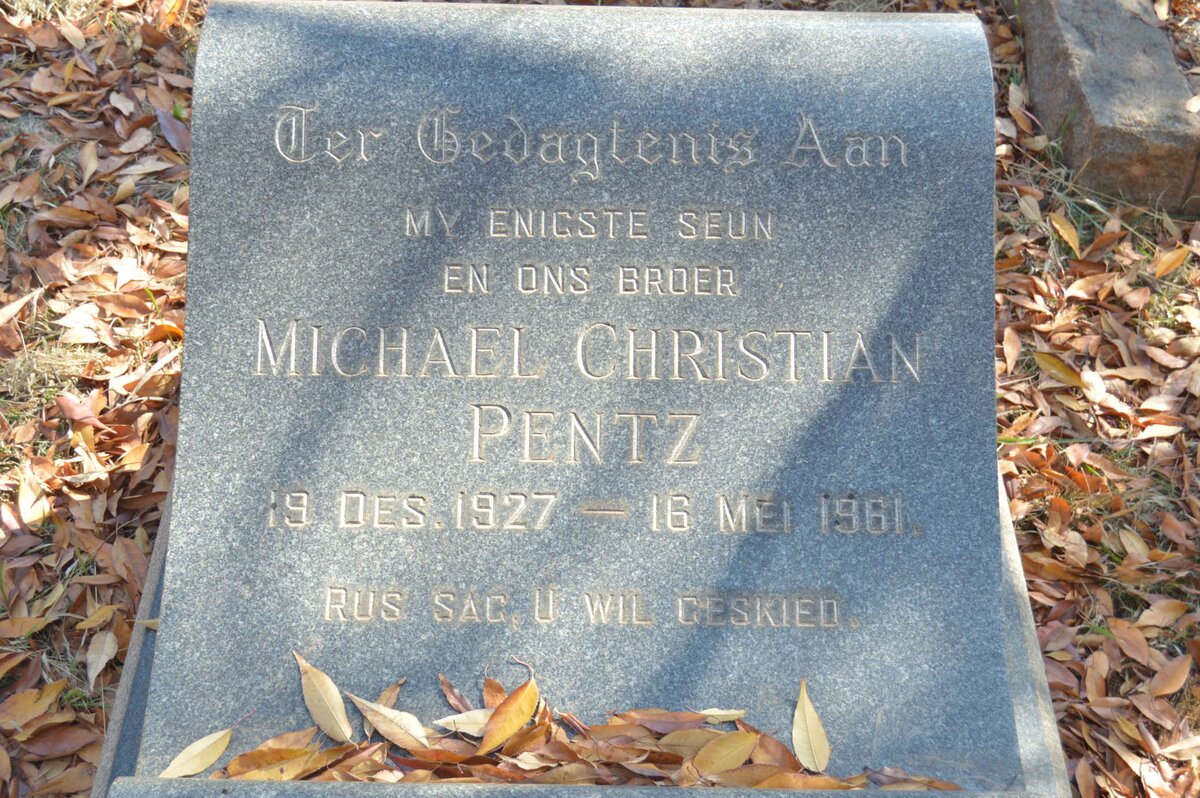 Ter Gedagtenis Aan
MY ENIGSTE SEUN
EN ONS BROER
MICHAEL CHRISTIAN
PENTZ
19 DES. 1927 — 16 MEI 1961.
RUS SAG, U WIL GESKIED.